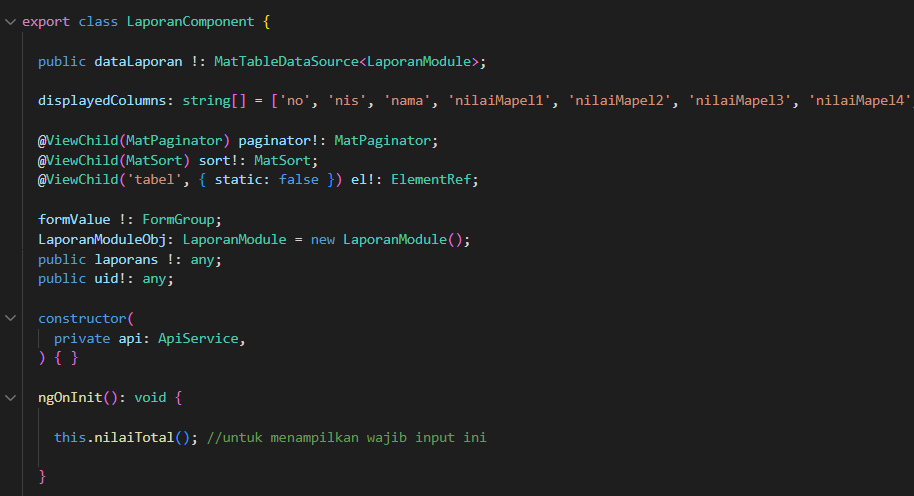 export class LaporanComponent {
public dataLaporan !: MatTableDataSource<LaporanModule>;
displayedColumns: string[] = ['no', 'nis', 'nama', 'nilaiMapel1', 'nilaiMapel2', 'nilaiMapel3', 'nilaiMapel4',
@ViewChild(MatPaginator) paginator!: MatPaginator;
@ViewChild(MatSort) sort!: MatSort;
@ViewChild('tabel', { static: false }) el!: ElementRef;
formValue !: FormGroup;
LaporanModuleObj: LaporanModule = new LaporanModule();
public laporans !: any;
public uid!: any;
constructor(
private api: ApiService,
) { }
ngOnInit(): void {
this.nilaiTotal(); //untuk menampilkan wajib input ini
}